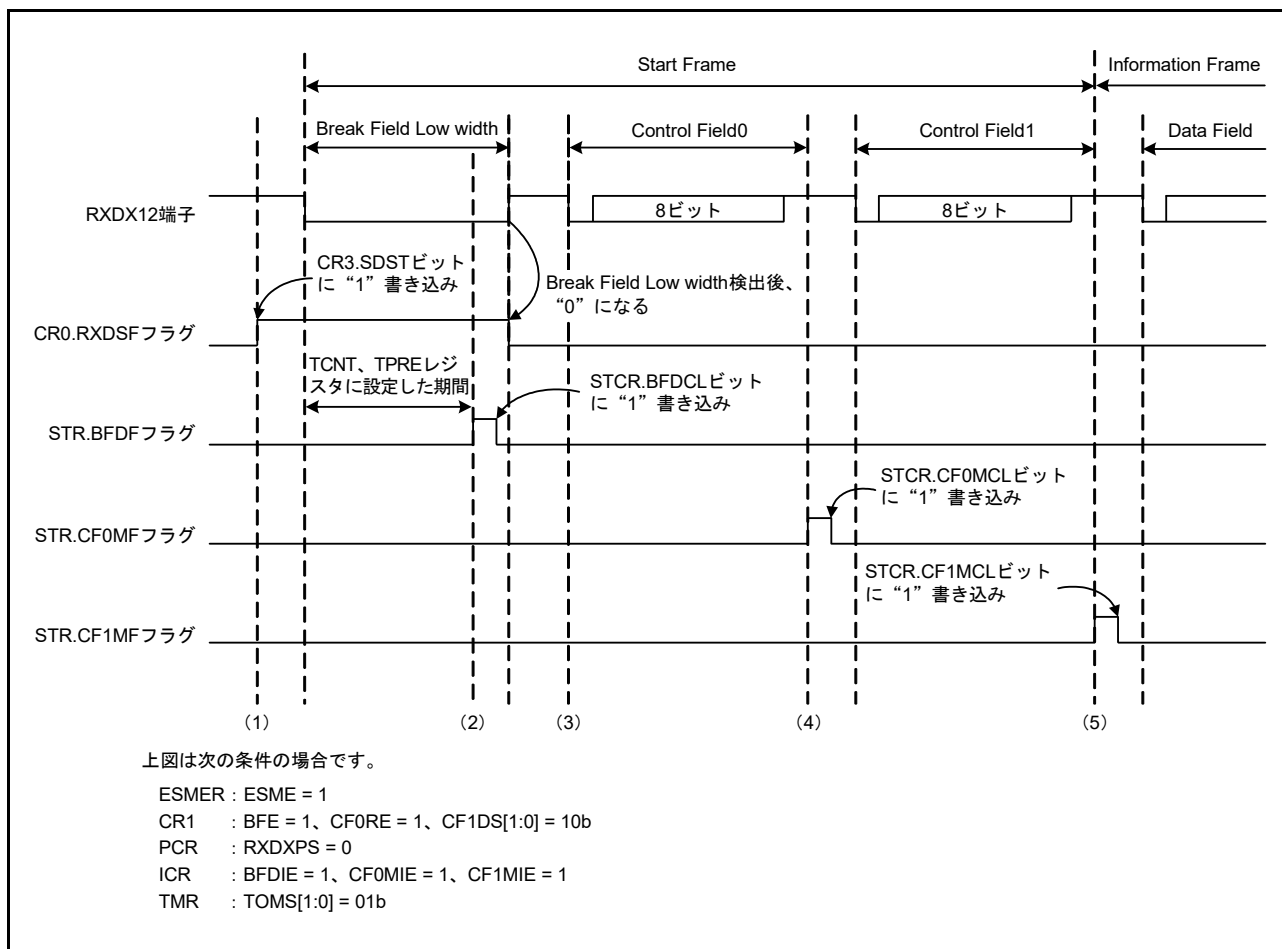 Start Frame
Information Frame
Break Field Low width
Control Field0
Control Field1
Data Field
RXDX12端子
8ビット
8ビット
CR3.SDSTビット
に“1”書き込み
Break Field Low width検出後、
“0”になる
CR0.RXDSFフラグ
TCNT、TPREレジ
スタに設定した期間
STCR.BFDCLビット
に“1”書き込み
STR.BFDFフラグ
STCR.CF0MCLビット
に“1”書き込み
STR.CF0MFフラグ
STCR.CF1MCLビット
に“1”書き込み
STR.CF1MFフラグ
(1)
(2)
(3)
(4)
(5)
上図は次の条件の場合です。
ESMER : ESME = 1
CR1 : BFE = 1、CF0RE = 1、CF1DS[1:0] = 10b
PCR : RXDXPS = 0
ICR : BFDIE = 1、CF0MIE = 1、CF1MIE = 1
TMR : TOMS[1:0] = 01b